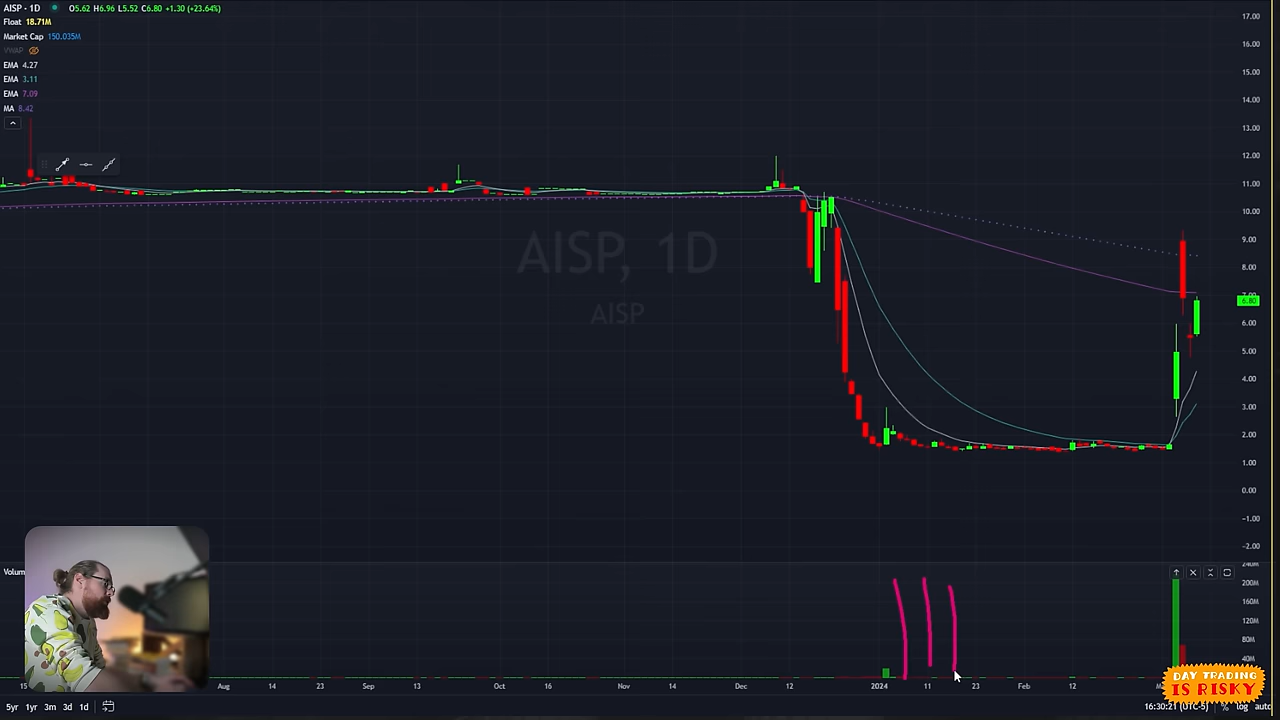 AISP · 1D O5.62 H6.96 L5.52 C6.80 +1.30 (+23.64%)
Float 18.71M
Market Cap 150.035M
VWAP
EMA 4.27
EMA 3.11
EMA 7.09
MA 8.42
17.00
16.00
15.00
14.00
13.00
12.00
11.00
10.00
9.00
8.00
7.00
6.80
6.00
5.00
4.00
3.00
2.00
1.00
0.00
−1.00
−2.00
AISP, 1D
AISP
Volum
240M
200M
160M
120M
80M
40M
15 Aug 14 23 Sep 13 Oct 16 Nov 14 Dec 12 2024 11 23 Feb 12 M
DAY TRADING
IS RISKY
5yr 1yr 3m 3d 1d 16:30:21 (UTC-5) % log auto